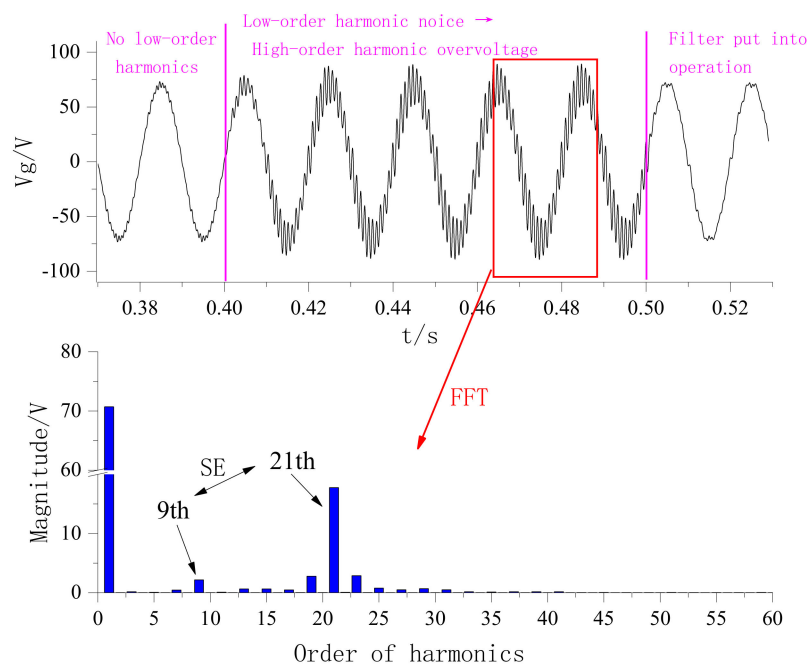 Low-order harmonic noice →
No low-order
harmonics
High-order harmonic overvoltage
Filter put into
operation
100
50
0
-50
-100
Vg/V
0.38
0.40
0.42
0.44
0.46
0.48
0.50
0.52
t/s
FFT
80
70
60
10
0
Magnitude/V
SE
21th
9th
0
5
10
15
20
25
30
35
40
45
50
55
60
Order of harmonics